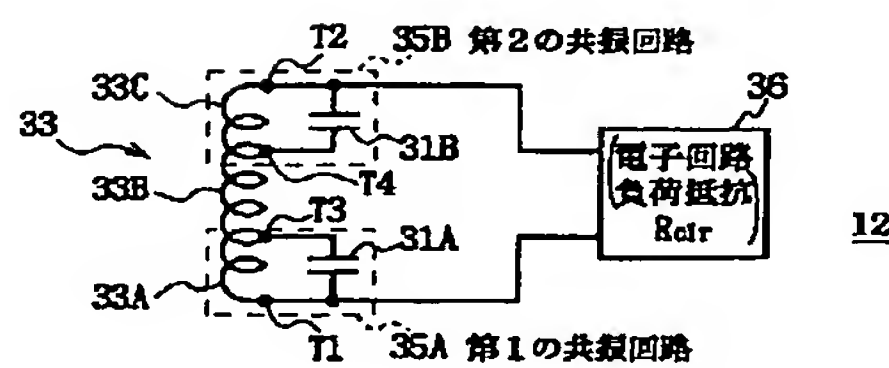 T2
35B 第2の共振回路
33C
36
33
31B
電子回路
負荷抵抗
Rcir
33B
T4
T3
31A
12
33A
T1
35A 第1の共振回路